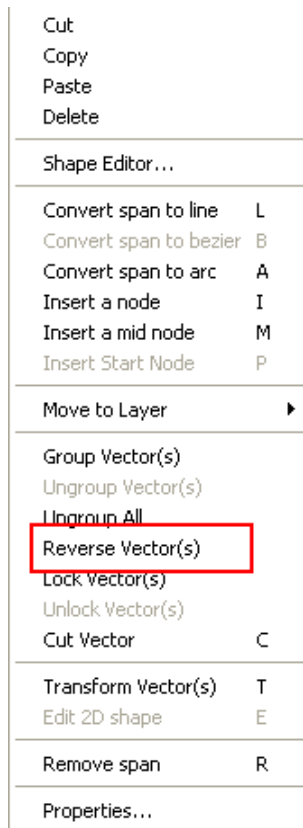 Cut
Copy
Paste
Delete
Shape Editor...
Convert span to line L
Convert span to bezier B
Convert span to arc A
Insert a node I
Insert a mid node M
Insert Start Node P
Move to Layer
Group Vector(s)
Ungroup Vector(s)
Ungroup All
Reverse Vector(s)
Lock Vector(s)
Unlock Vector(s)
Cut Vector C
Transform Vector(s) T
Edit 2D shape E
Remove span R
Properties...